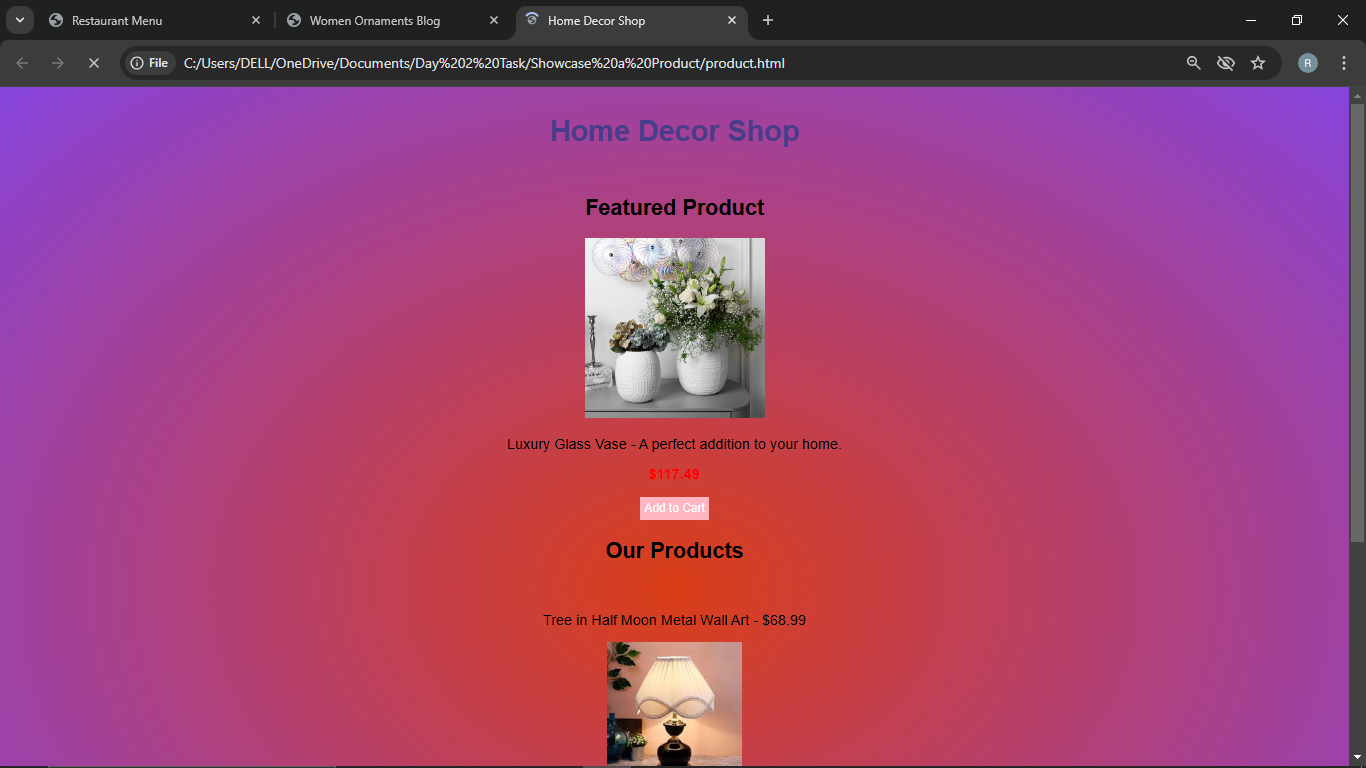 Restaurant Menu
Women Ornaments Blog
Home Decor Shop
File
C:/Users/DELL/OneDrive/Documents/Day%202%20Task/Showcase%20a%20Product/product.html
R
Home Decor Shop
Featured Product
Luxury Glass Vase - A perfect addition to your home.
$117.49
Add to Cart
Our Products
Tree in Half Moon Metal Wall Art - $68.99